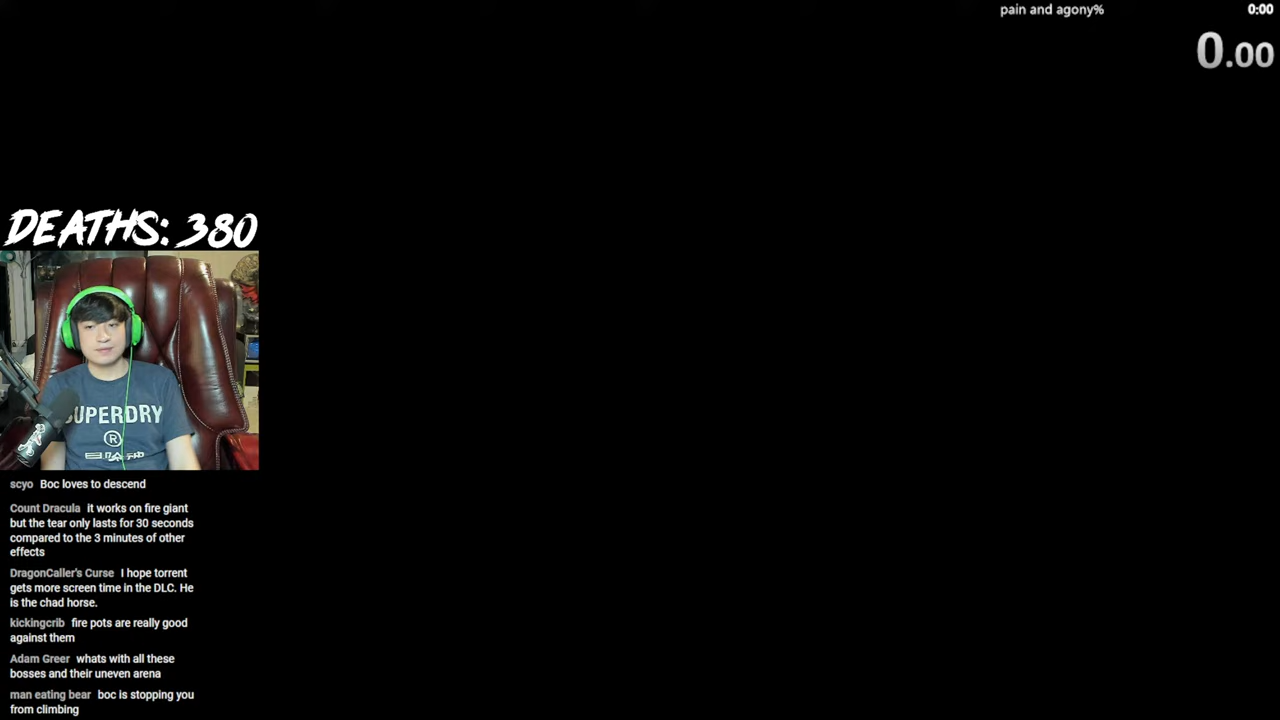 pain and agony% 0:00
0.00
DEATHS: 380
SUPERDRY
®
scyo Boc loves to descend
Count Dracula it works on fire giant
but the tear only lasts for 30 seconds
compared to the 3 minutes of other
effects
DragonCaller's Curse I hope torrent
gets more screen time in the DLC. He
is the chad horse.
kickingcrib fire pots are really good
against them
Adam Greer whats with all these
bosses and their uneven arena
man eating bear boc is stopping you
from climbing